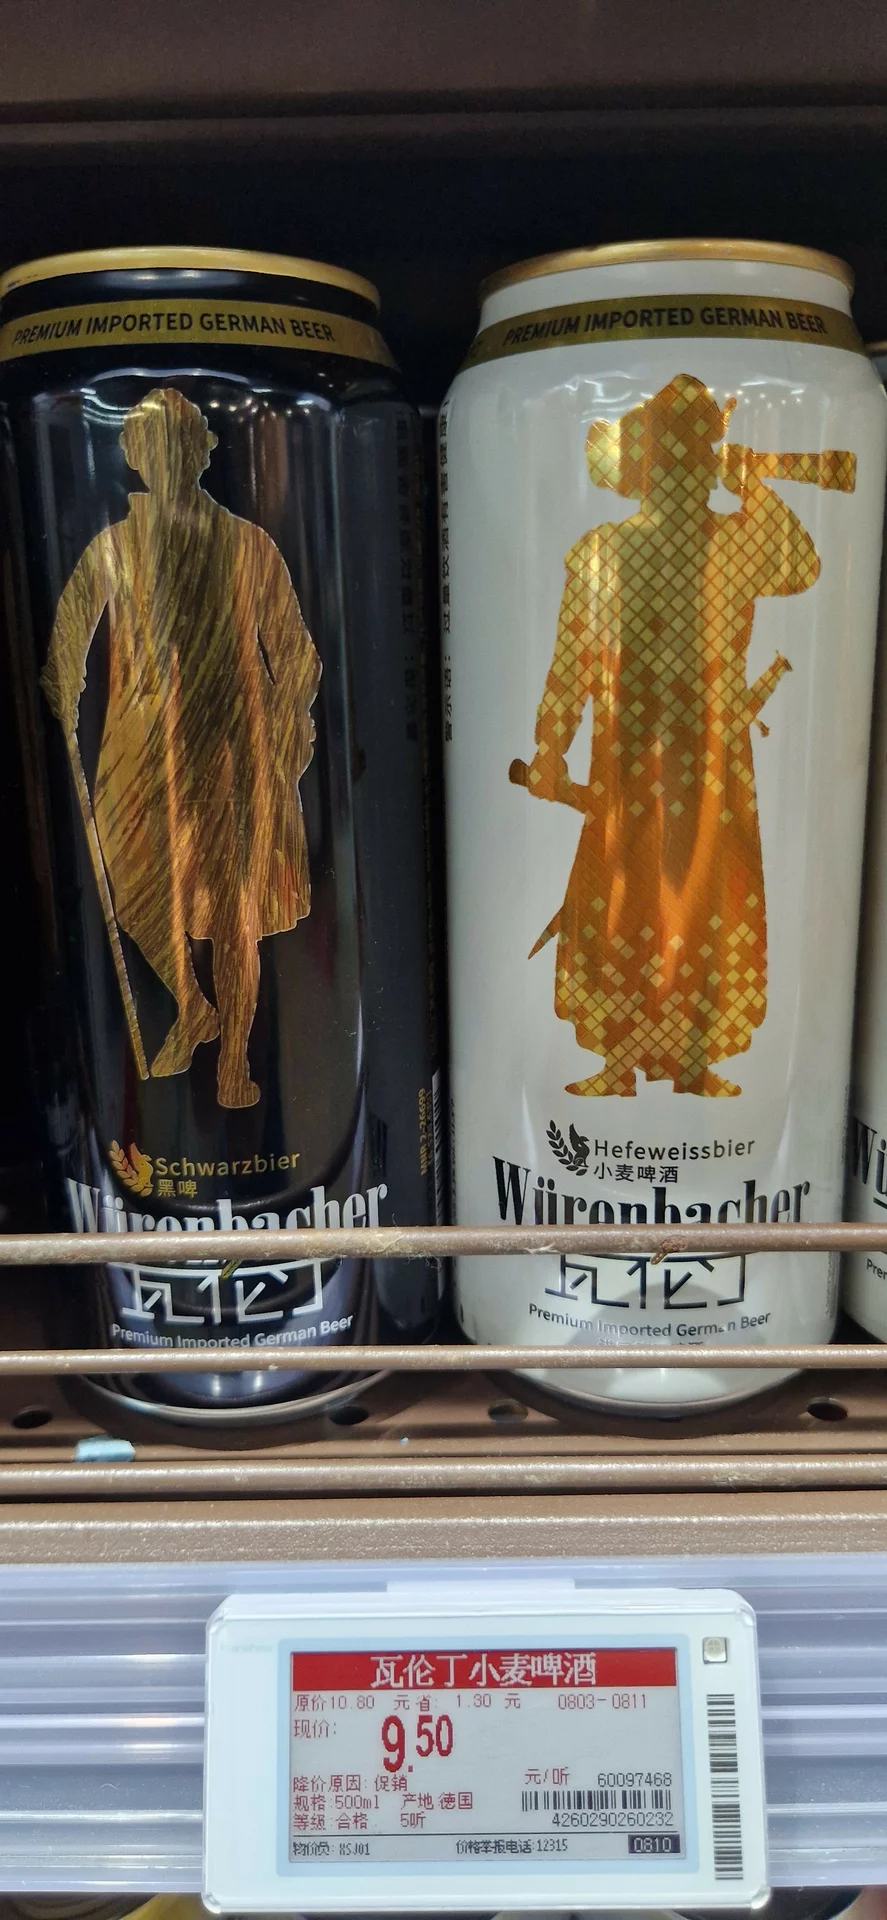 PREMIUM IMPORTED GERMAN BEER
Schwarzbier
黑啤
Würenbacher
瓦伦丁
Premium Imported German Beer
PREMIUM IMPORTED GERMAN BEER
Hefeweissbier
小麦啤酒
Würenbacher
瓦伦丁
Premium Imported German Beer
瓦伦丁小麦啤酒
原价10.80 元 省: 1.30 元 0803-0811
现价: 9.50
降价原因: 促销 元/听 60097468
规格:500ml 产地 德国
等级:合格 5听 4260290260232
物价员: XSJ01 价格举报电话:12315 0810